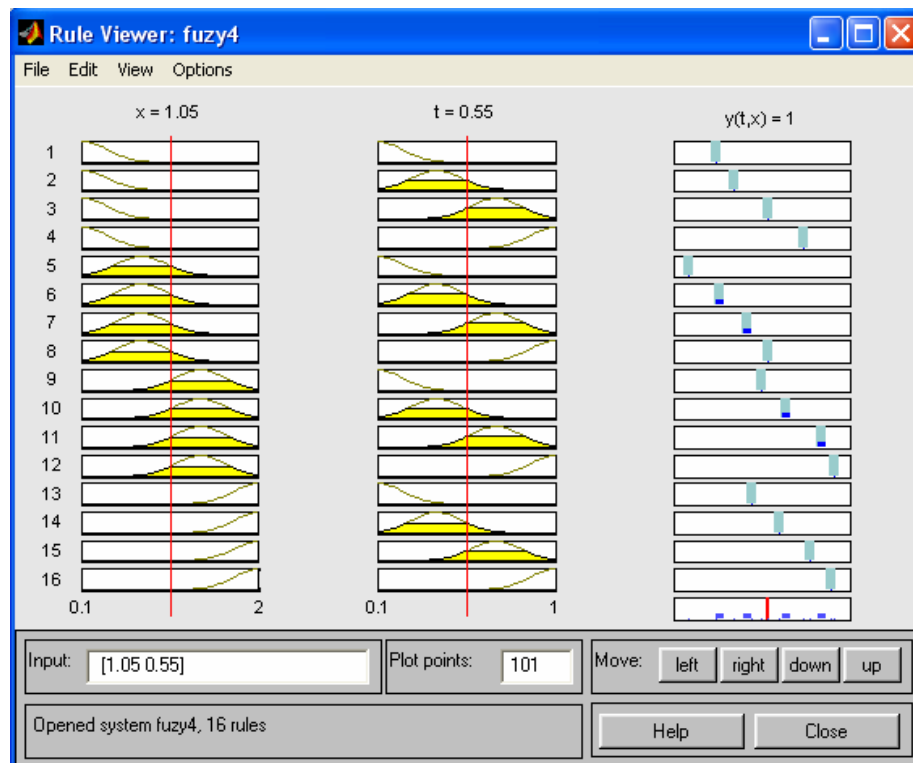 Rule Viewer: fuzy4
File Edit View Options
x = 1.05 t = 0.55 y(t,x) = 1
1
2
3
4
5
6
7
8
9
10
11
12
13
14
15
16
0.1 2 0.1 1
Input: [1.05 0.55] Plot points: 101 Move: left right down up
Opened system fuzy4, 16 rules Help Close